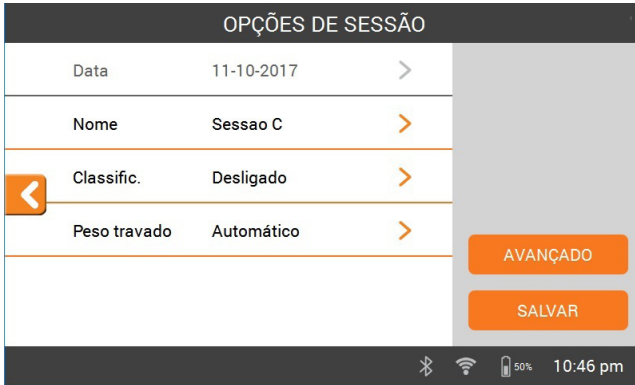 OPÇÕES DE SESSÃO
Data 11-10-2017
Nome Sessao C
Classific. Desligado
Peso travado Automático
AVANÇADO
SALVAR
50% 10:46 pm